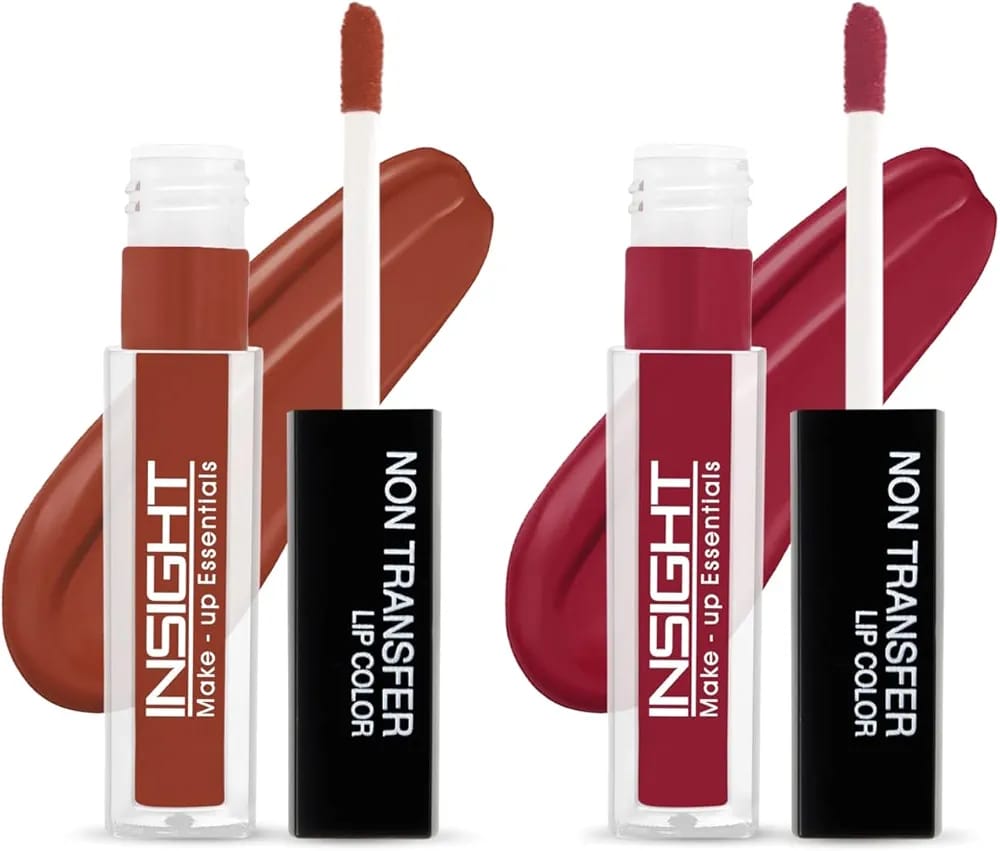 INSIGHT
Make - up Essentials
NON TRANSFER
LIP COLOR
INSIGHT
Make - up Essentials
NON TRANSFER
LIP COLOR